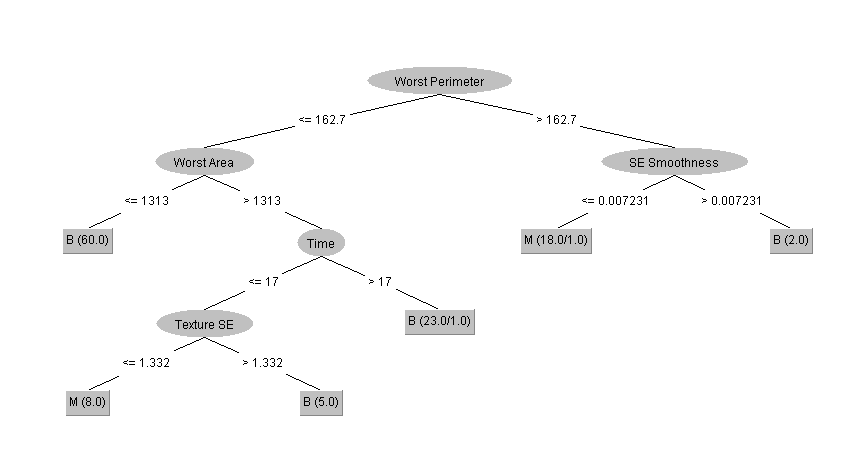 Worst Perimeter
<= 162.7
> 162.7
Worst Area
SE Smoothness
<= 1313
> 1313
<= 0.007231
> 0.007231
B (60.0)
Time
M (18.0/1.0)
B (2.0)
<= 17
> 17
Texture SE
B (23.0/1.0)
<= 1.332
> 1.332
M (8.0)
B (5.0)